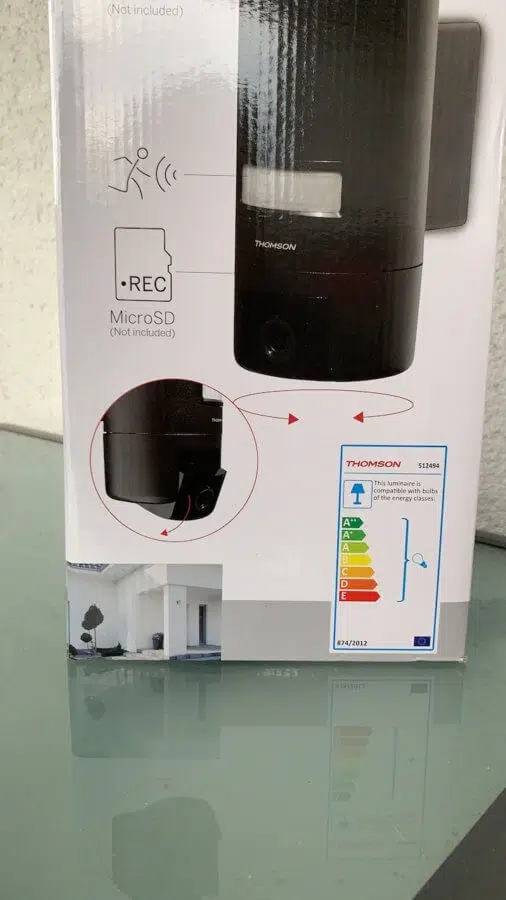 (Not included)
THOMSON
•REC
MicroSD
(Not included)
THOM
THOMSON 512494
This luminaire is
compatible with bulbs
of the energy classes:
A++
A+
A
B
C
D
E
874/2012